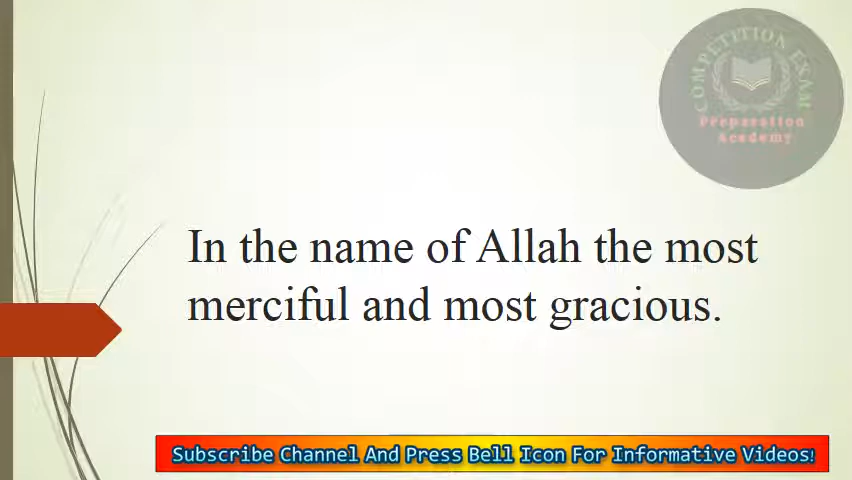 COMPETITION EXAM
Preparation
Academy
In the name of Allah the most
merciful and most gracious.
Subscribe Channel And Press Bell Icon For Informative Videos!